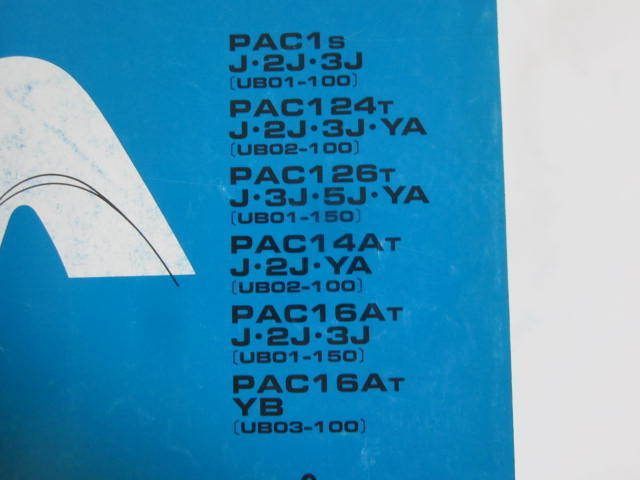 PAC1S
J·2J·3J
(UB01-100)
PAC124T
J·2J·3J·YA
(UB02-100)
PAC126T
J·3J·5J·YA
(UB01-150)
PAC14AT
J·2J·YA
(UB02-100)
PAC16AT
J·2J·3J
(UB01-150)
PAC16AT
YB
(UB03-100)